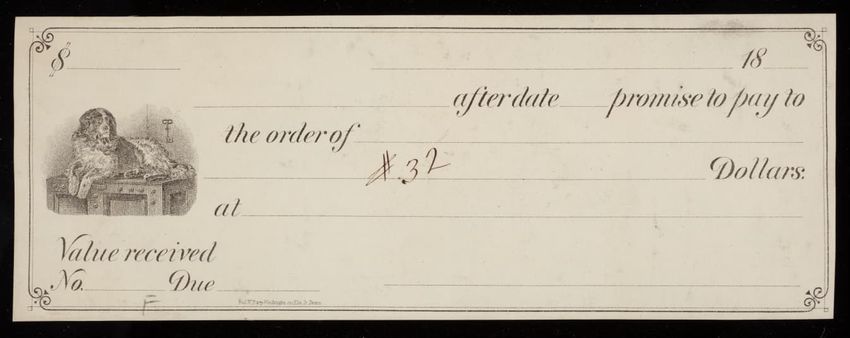 $ 18
after date promise to pay to
the order of
#.32 Dollars.
at
Value received
No. Due
F